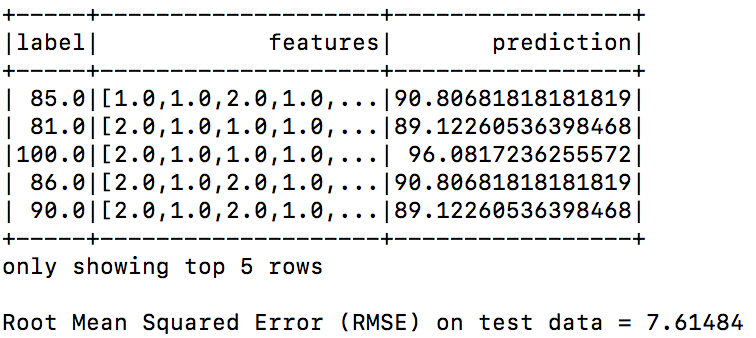 +-----+--------------------+-----------------+
|label|            features|       prediction|
+-----+--------------------+-----------------+
| 85.0|[1.0,1.0,2.0,1.0,...|90.80681818181819|
| 81.0|[2.0,1.0,1.0,1.0,...|89.12260536398468|
|100.0|[2.0,1.0,2.0,1.0,...| 96.0817236255572|
| 86.0|[2.0,1.0,2.0,1.0,...|90.80681818181819|
| 90.0|[2.0,1.0,2.0,1.0,...|89.12260536398468|
+-----+--------------------+-----------------+
only showing top 5 rows
Root Mean Squared Error (RMSE) on test data = 7.61484